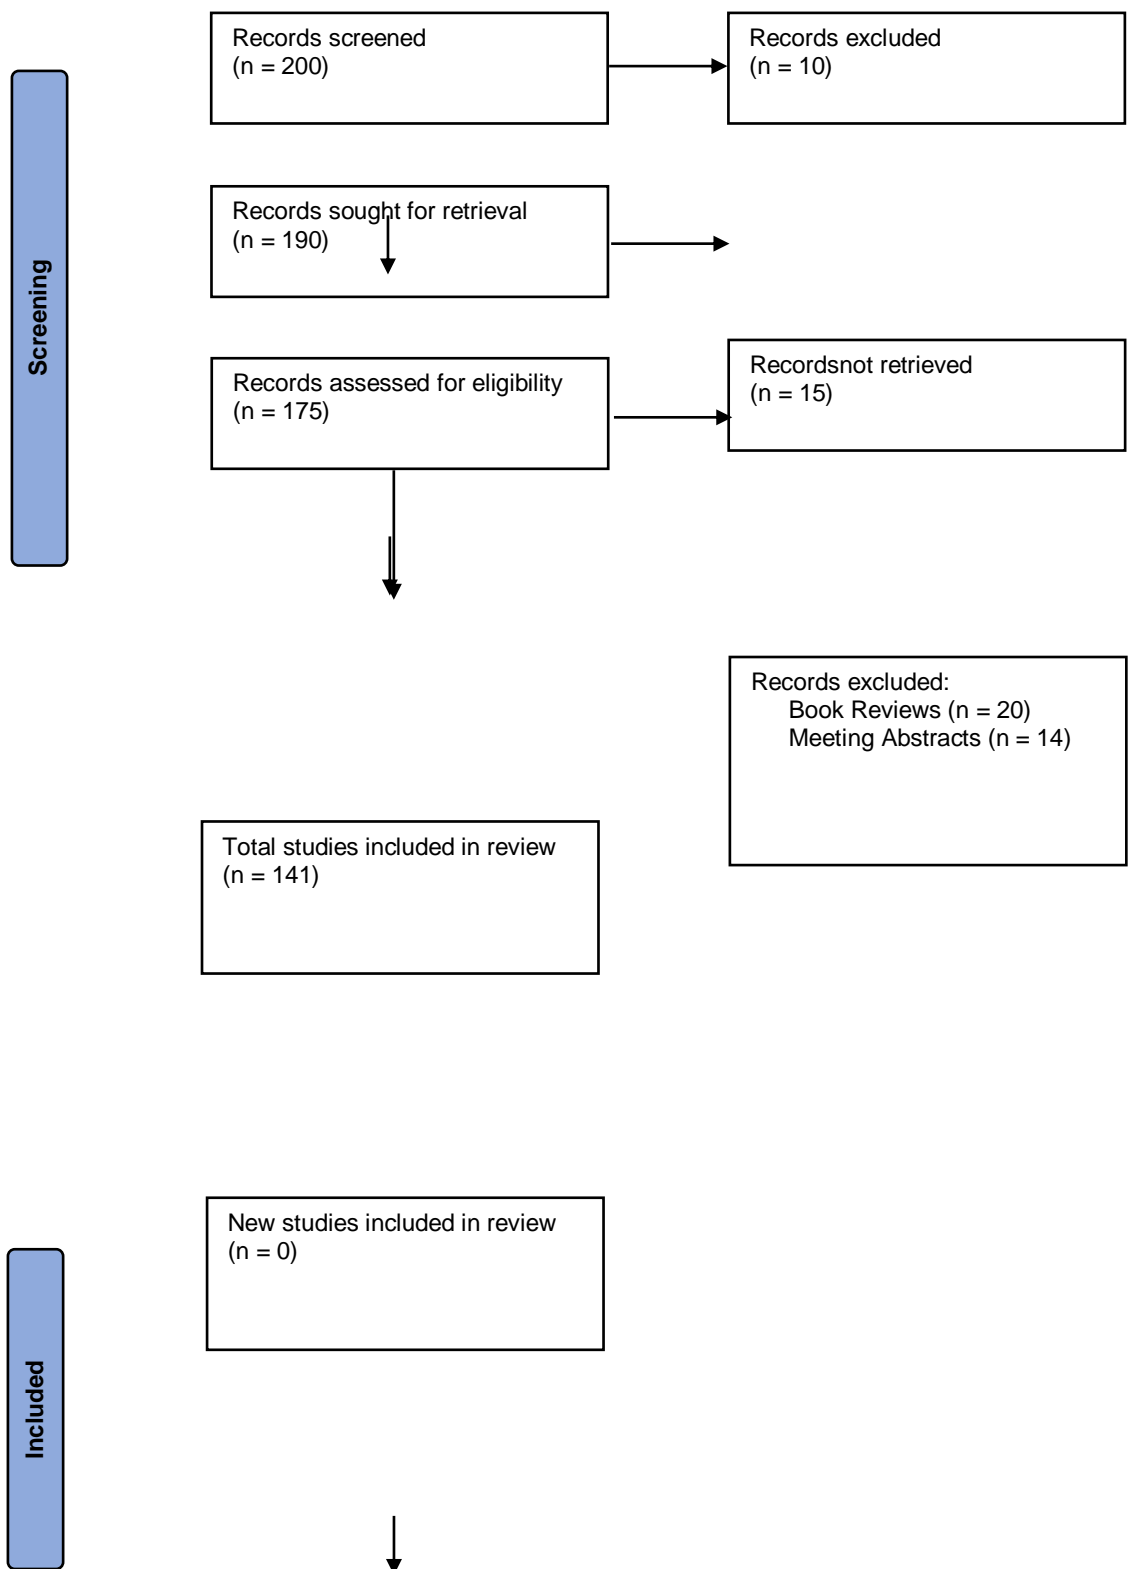 Records screened
(n = 200)
Records excluded
(n = 10)
Screening
Records sought for retrieval
(n = 190)
Records assessed for eligibility
(n = 175)
Recordsnot retrieved
(n = 15)
Records excluded:
Book Reviews (n = 20)
Meeting Abstracts (n = 14)
Total studies included in review
(n = 141)
New studies included in review
(n = 0)
Included